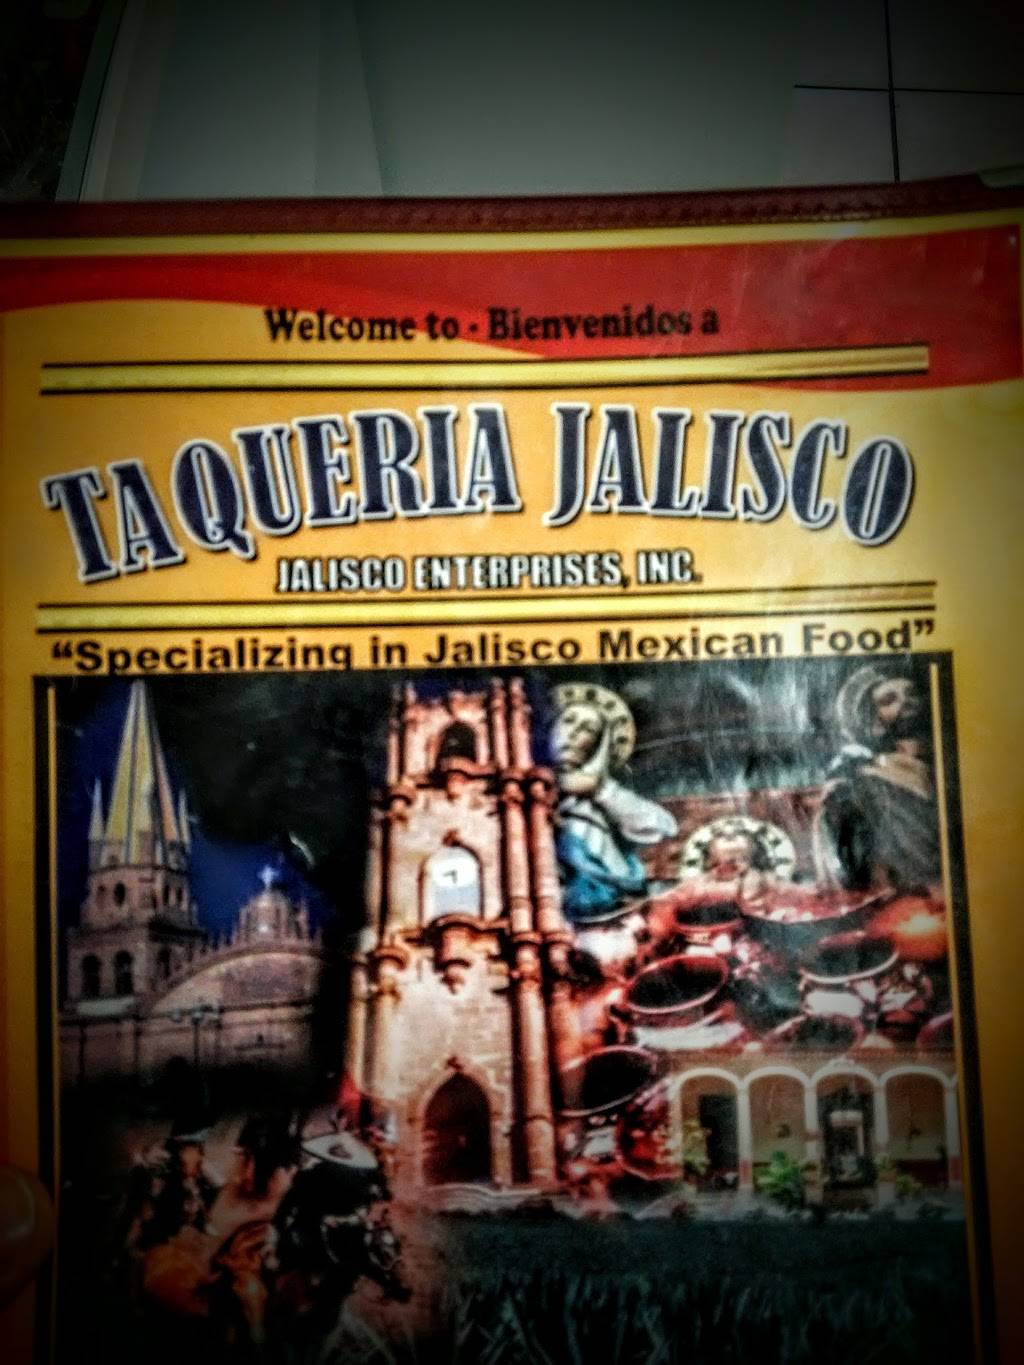 Welcome to • Bienvenidos a
TAQUERIA JALISCO
JALISCO ENTERPRISES, INC.
“Specializing in Jalisco Mexican Food”